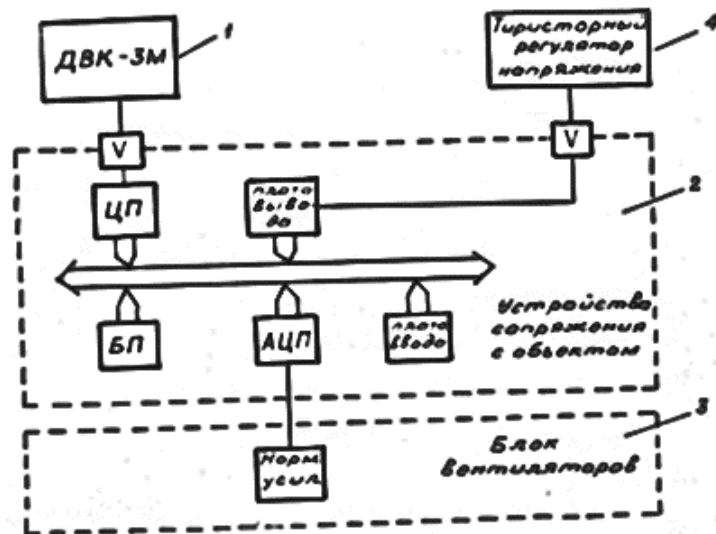 1
ДВК-3М
Тиристорный
регулятор
напряжения
4
V
V
ЦП
плата
выво
да
2
БП
АЦП
плата
ввода
Устройство
сопряжения
с объектам
3
Блок
вентиляторов
Норм.
усил.